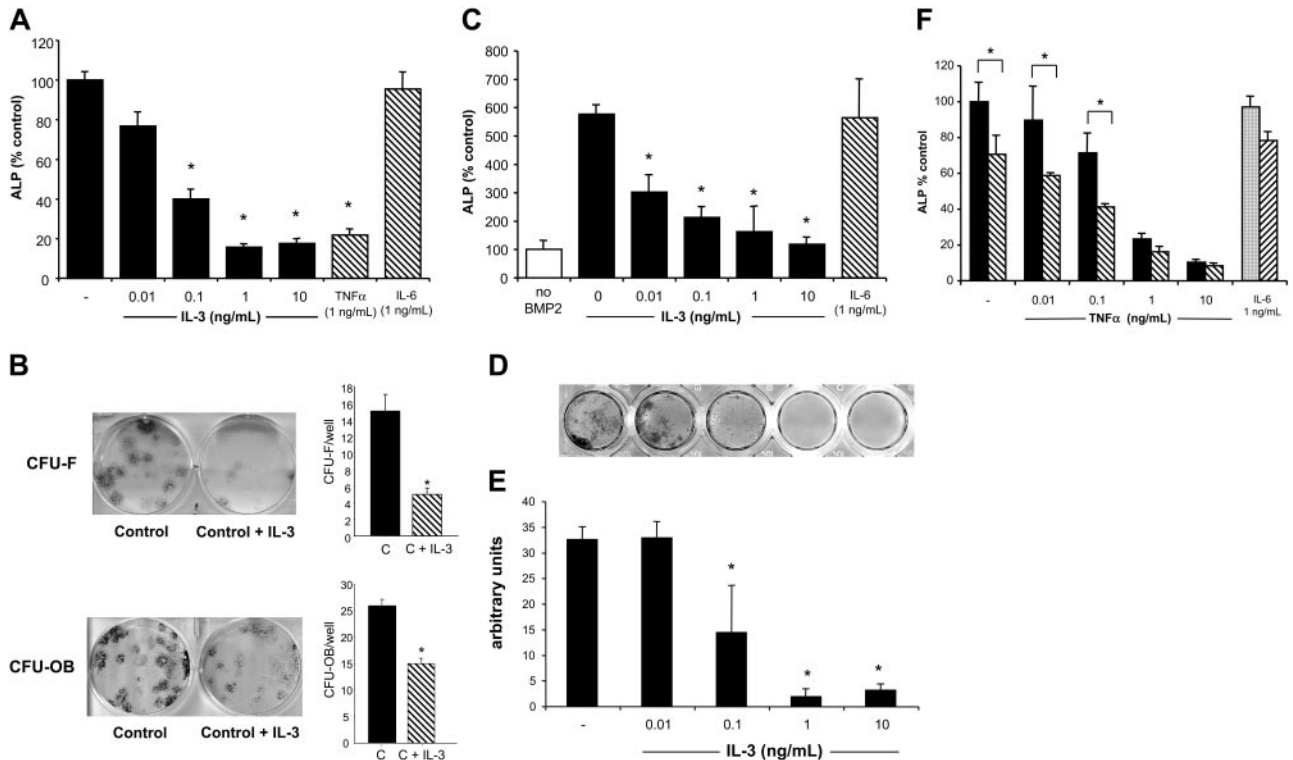 A
120
100
80
60
40
20
0
ALP (% control)
*
*
*
*
- 0.01 0.1 1 10 TNFα IL-6
(1 ng/mL) (1 ng/mL)
IL-3 (ng/mL)
C
800
700
600
500
400
300
200
100
0
ALP (% control)
*
*
*
*
no 0 0.01 0.1 1 10 IL-6
BMP2 (1 ng/mL)
IL-3 (ng/mL)
F
120
100
80
60
40
20
0
ALP % control
*
*
*
- 0.01 0.1 1 10 IL-6
1 ng/mL
TNFα (ng/mL)
B
CFU-F
Control Control + IL-3
18
16
14
12
10
8
6
4
2
0
CFU-F/well
*
C C + IL-3
CFU-OB
Control Control + IL-3
30
25
20
15
10
5
0
CFU-OB/well
*
C C + IL-3
D
E
40
35
30
25
20
15
10
5
0
arbitrary units
*
*
*
- 0.01 0.1 1 10
IL-3 (ng/mL)